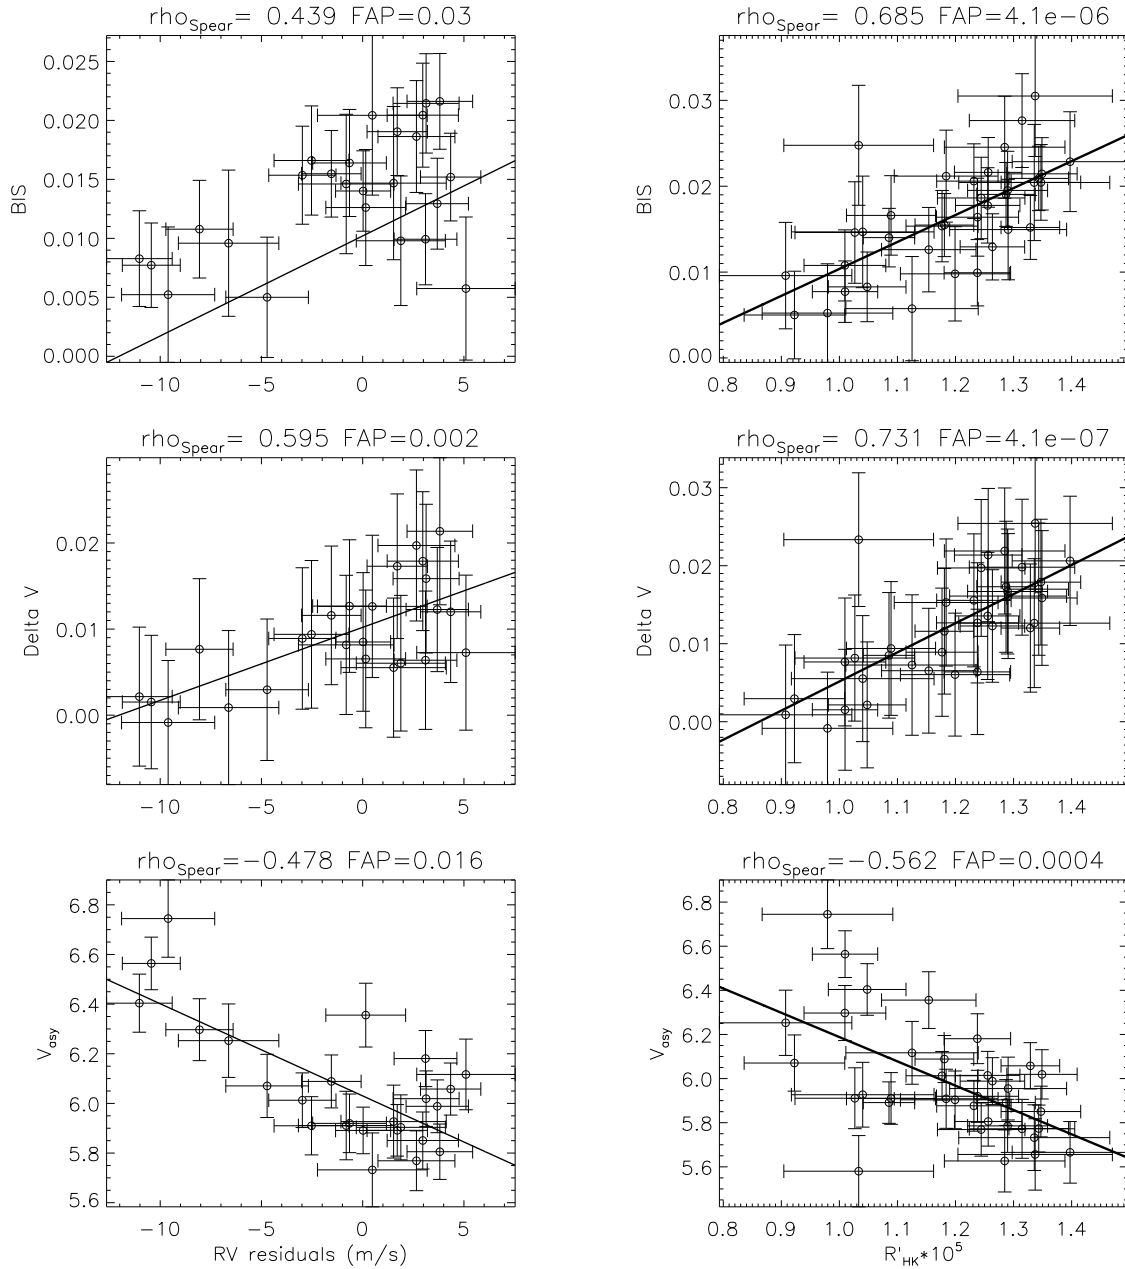 rho_Spear= 0.439 FAP=0.03
rho_Spear= 0.685 FAP=4.1e−06
0.025
0.020
0.015
0.010
0.005
0.000
BIS
−10 −5 0 5
0.03
0.02
0.01
0.00
BIS
0.8 0.9 1.0 1.1 1.2 1.3 1.4
rho_Spear= 0.595 FAP=0.002
rho_Spear= 0.731 FAP=4.1e−07
0.02
0.01
0.00
Delta V
−10 −5 0 5
0.03
0.02
0.01
0.00
Delta V
0.8 0.9 1.0 1.1 1.2 1.3 1.4
rho_Spear=−0.478 FAP=0.016
rho_Spear=−0.562 FAP=0.0004
6.8
6.6
6.4
6.2
6.0
5.8
5.6
V_asy
−10 −5 0 5
RV residuals (m/s)
6.8
6.6
6.4
6.2
6.0
5.8
5.6
V_asy
0.8 0.9 1.0 1.1 1.2 1.3 1.4
R'_HK*10^5